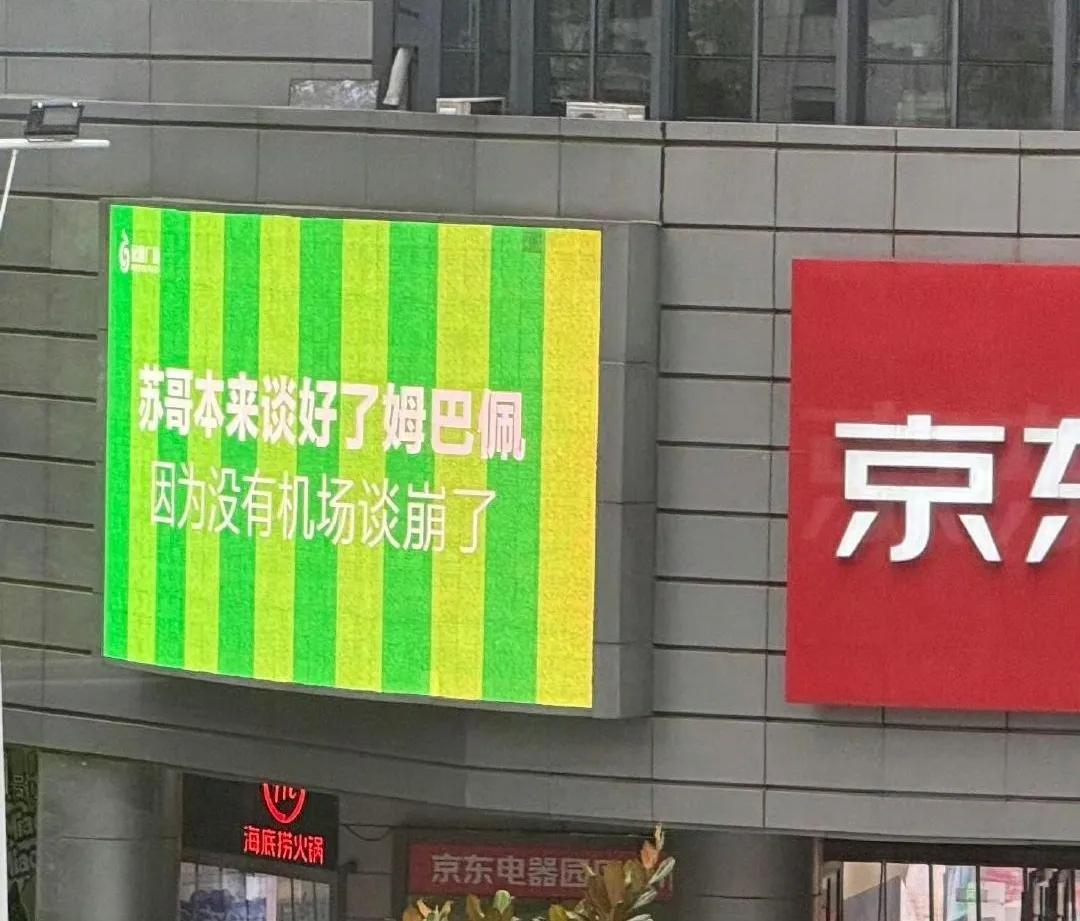 苏哥本来谈好了姆巴佩
因为没有机场谈崩了
京东
海底捞火锅
京东电器园区